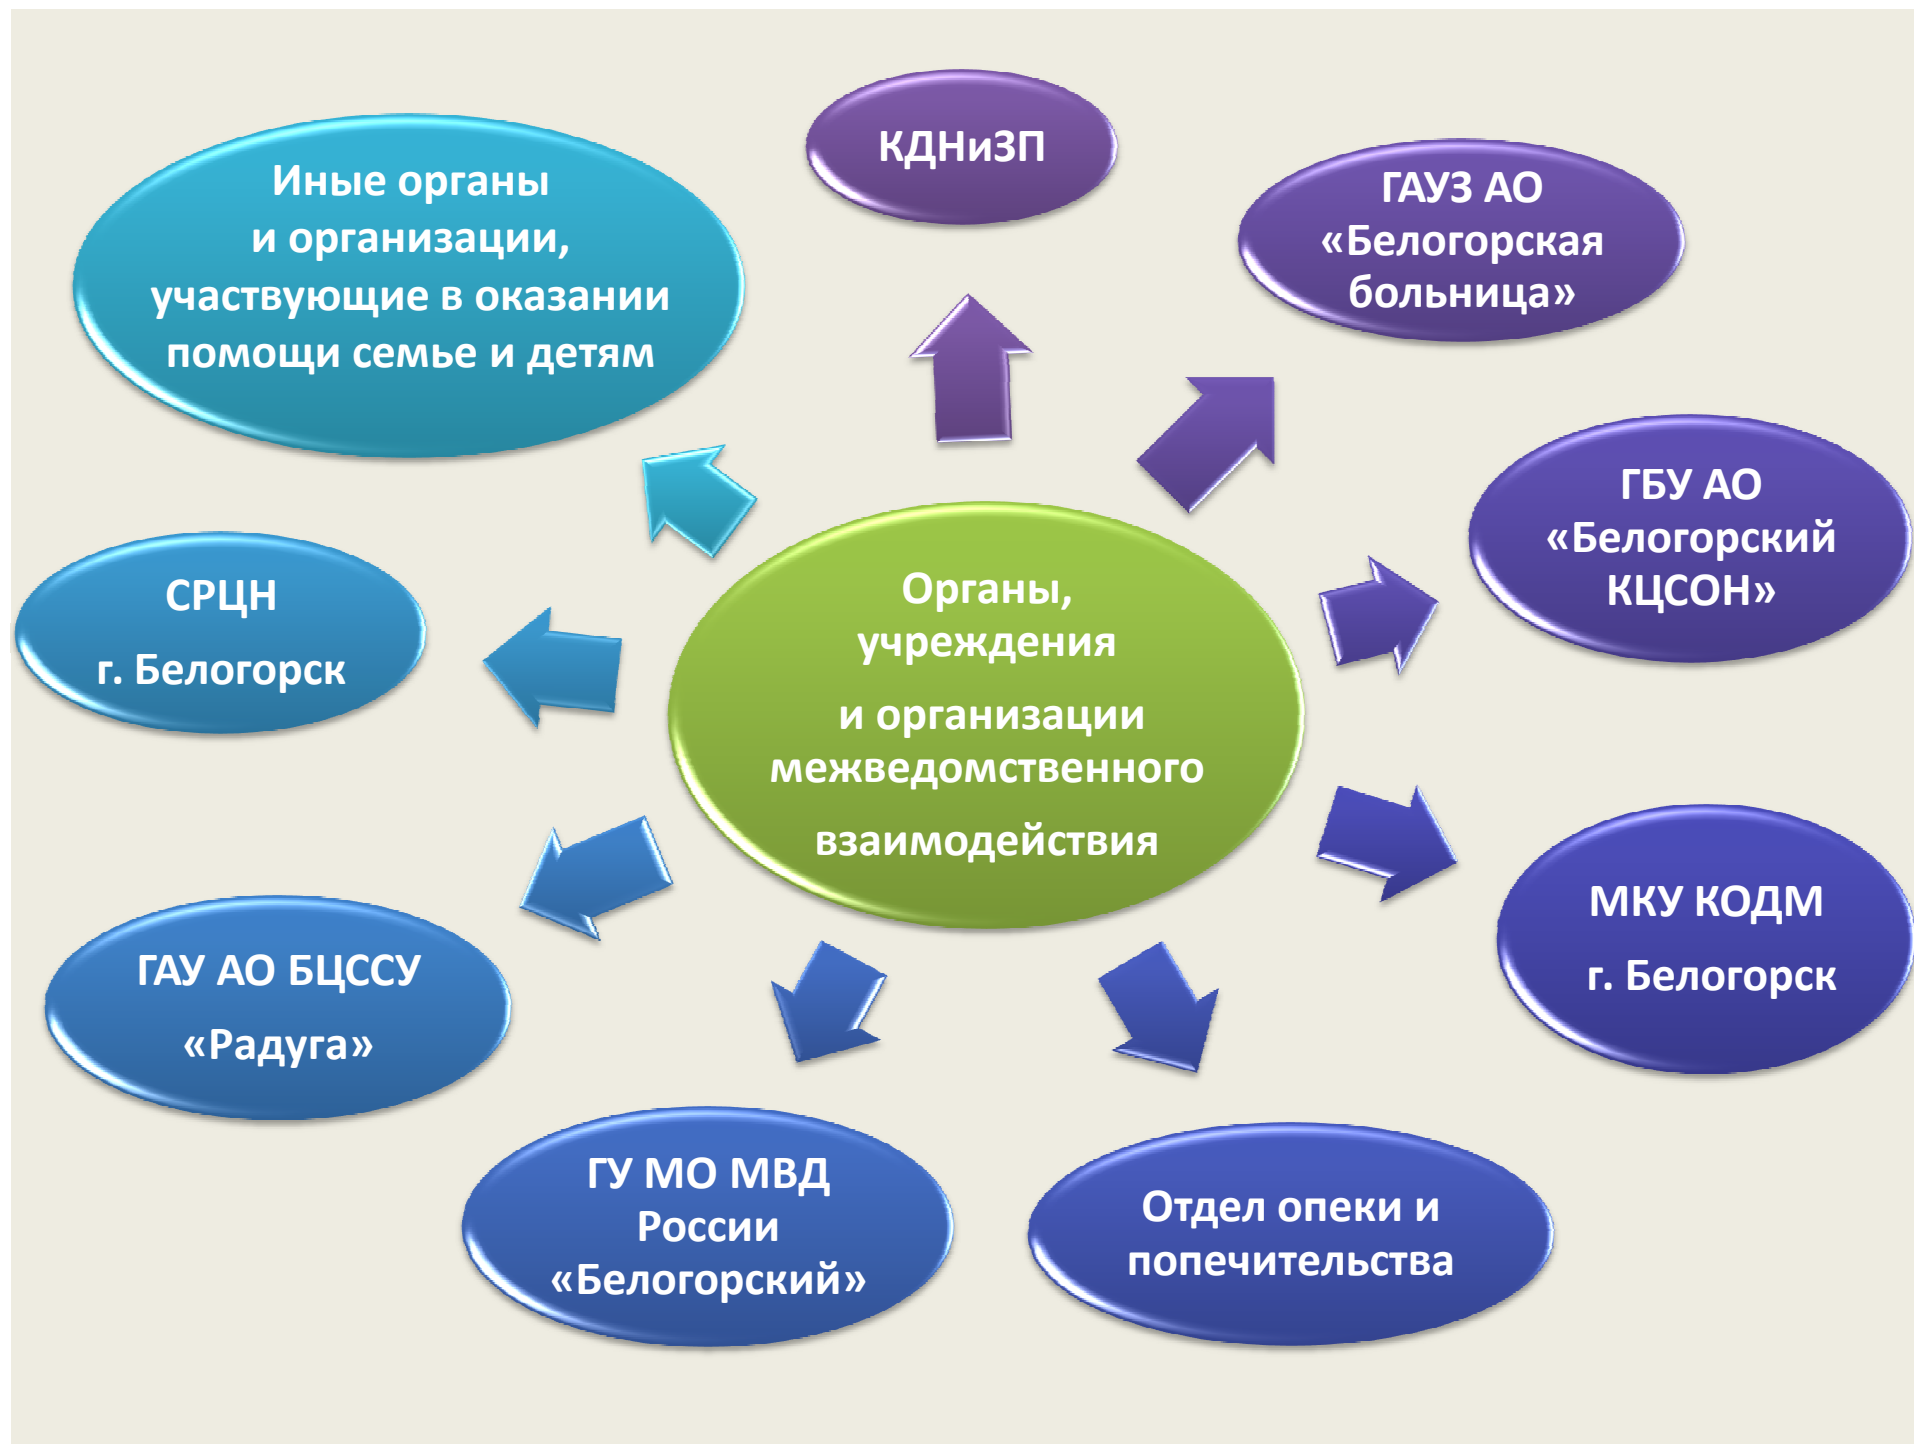 КДНиЗП
ГАУЗ АО
«Белогорская
больница»
ГБУ АО
«Белогорский
КЦСОН»
МКУ КОДМ
г. Белогорск
Отдел опеки и
попечительства
ГУ МО МВД
России
«Белогорский»
ГАУ АО БЦССУ
«Радуга»
СРЦН
г. Белогорск
Иные органы
и организации,
участвующие в оказании
помощи семье и детям
Органы,
учреждения
и организации
межведомственного
взаимодействия